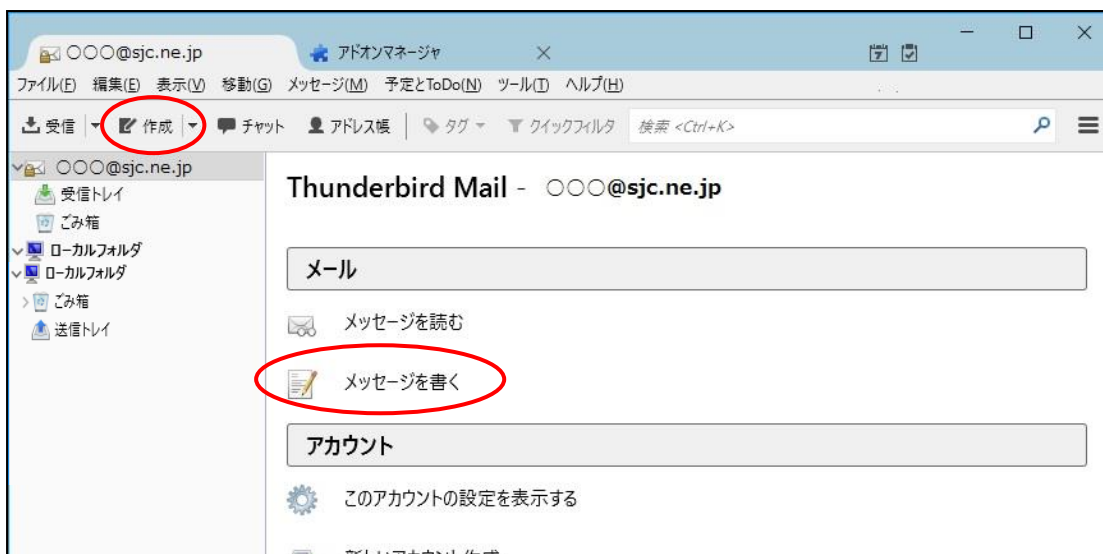 ○○○@sjc.ne.jp アドオンマネージャ
ファイル(F) 編集(E) 表示(V) 移動(G) メッセージ(M) 予定とToDo(N) ツール(T) ヘルプ(H)
受信 作成 チャット アドレス帳 タグ クイックフィルタ 検索 <Ctrl+K>
○○○@sjc.ne.jp
受信トレイ
ごみ箱
ローカルフォルダ
ローカルフォルダ
ごみ箱
送信トレイ
Thunderbird Mail - ○○○@sjc.ne.jp
メール
メッセージを読む
メッセージを書く
アカウント
このアカウントの設定を表示する